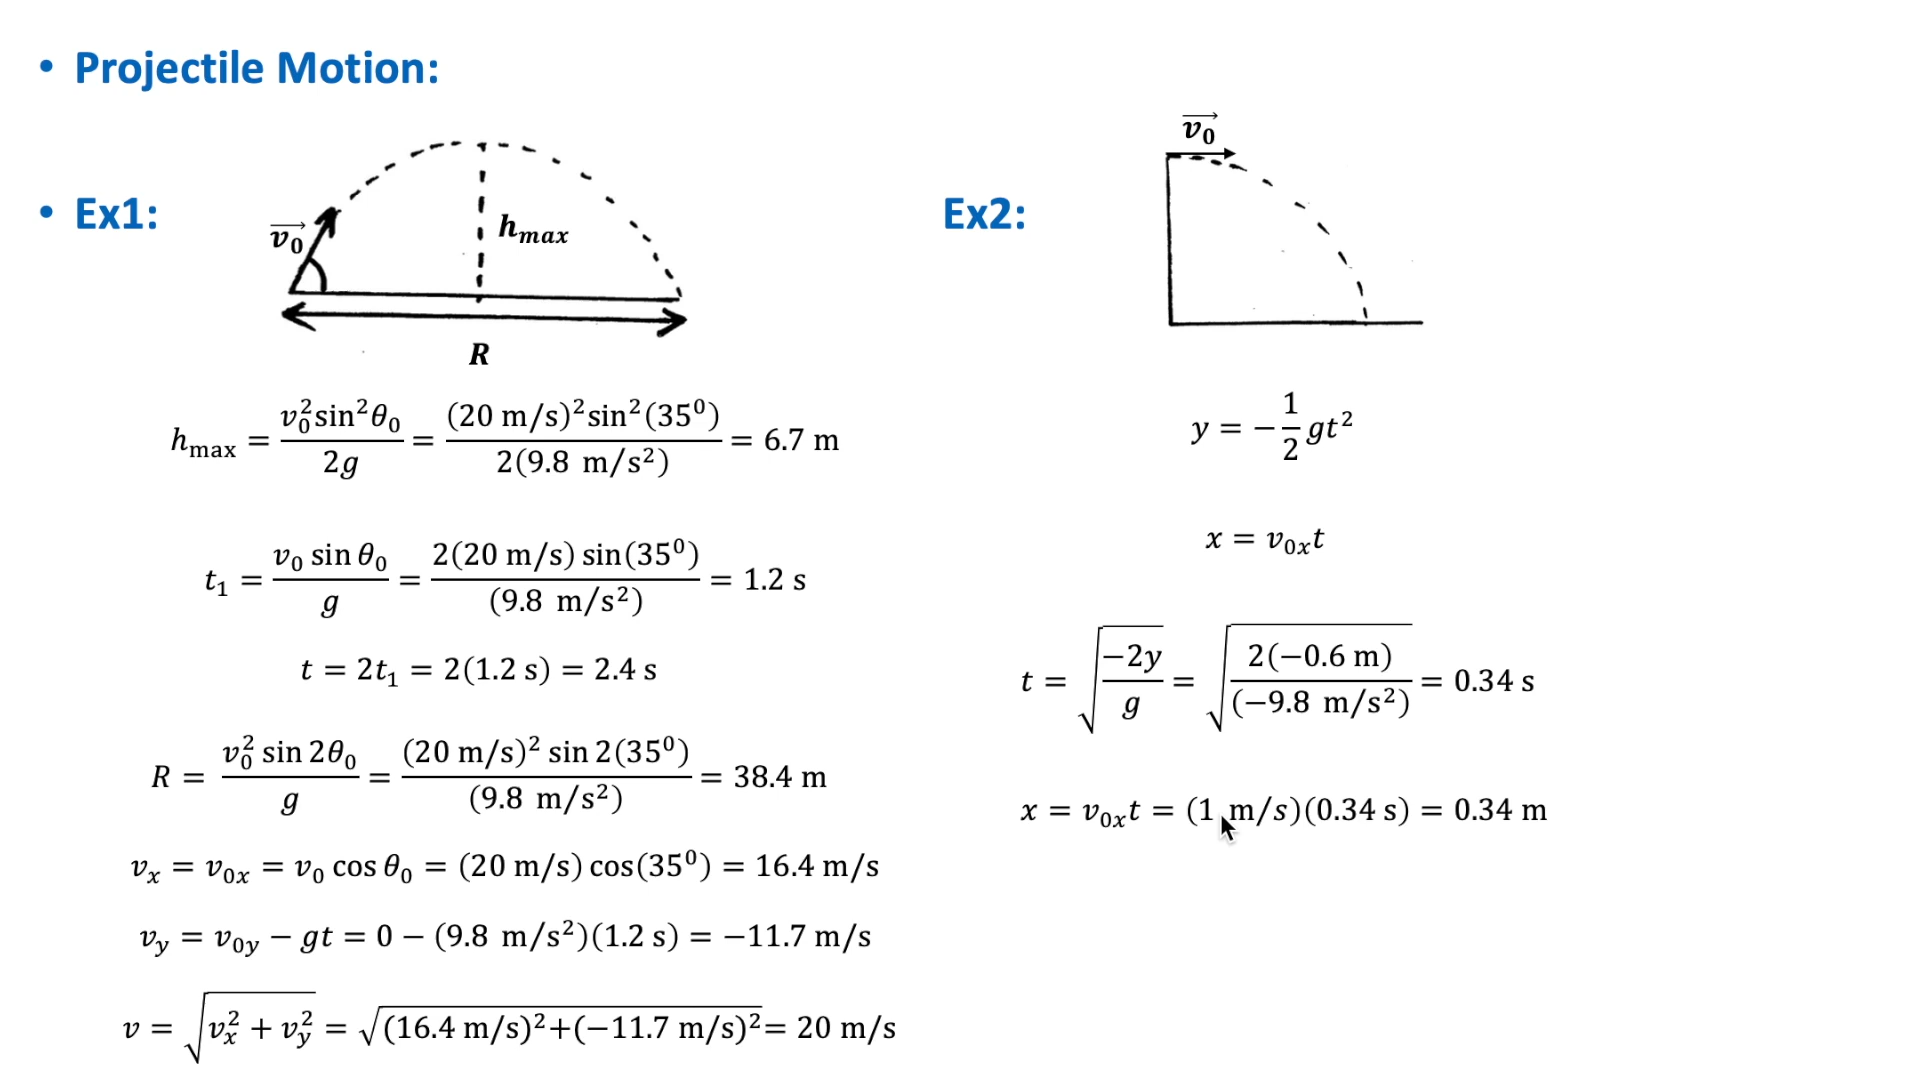 • Projectile Motion:
• Ex1:
v₀
h_max
R
h_max = v₀²sin²θ₀ / 2g = (20 m/s)²sin²(35⁰) / 2(9.8 m/s²) = 6.7 m
t₁ = v₀ sin θ₀ / g = 2(20 m/s) sin(35⁰) / (9.8 m/s²) = 1.2 s
t = 2t₁ = 2(1.2 s) = 2.4 s
R = v₀² sin 2θ₀ / g = (20 m/s)² sin 2(35⁰) / (9.8 m/s²) = 38.4 m
vₓ = v₀ₓ = v₀ cos θ₀ = (20 m/s) cos(35⁰) = 16.4 m/s
v_y = v₀_y − gt = 0 − (9.8 m/s²)(1.2 s) = −11.7 m/s
v = √(vₓ² + v_y²) = √((16.4 m/s)²+(−11.7 m/s)²) = 20 m/s
Ex2:
v₀
y = −1/2 gt²
x = v₀ₓt
t = √(−2y / g) = √(2(−0.6 m) / (−9.8 m/s²)) = 0.34 s
x = v₀ₓt = (1 m/s)(0.34 s) = 0.34 m